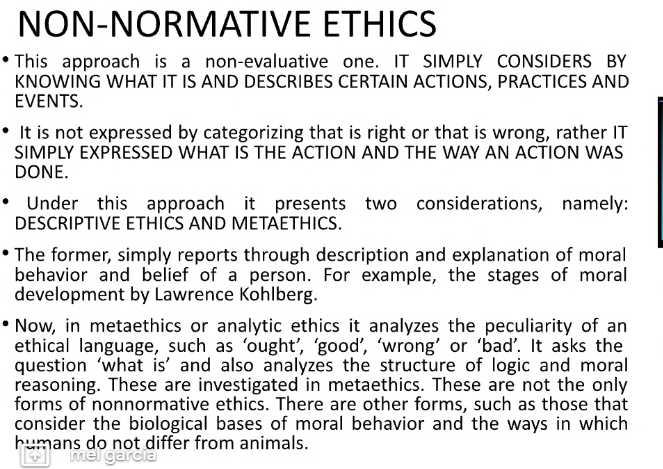 NON-NORMATIVE ETHICS
• This approach is a non-evaluative one. IT SIMPLY CONSIDERS BY
KNOWING WHAT IT IS AND DESCRIBES CERTAIN ACTIONS, PRACTICES AND
EVENTS.
• It is not expressed by categorizing that is right or that is wrong, rather IT
SIMPLY EXPRESSED WHAT IS THE ACTION AND THE WAY AN ACTION WAS
DONE.
• Under this approach it presents two considerations, namely:
DESCRIPTIVE ETHICS AND METAETHICS.
• The former, simply reports through description and explanation of moral
behavior and belief of a person. For example, the stages of moral
development by Lawrence Kohlberg.
• Now, in metaethics or analytic ethics it analyzes the peculiarity of an
ethical language, such as ‘ought’, ‘good’, ‘wrong’ or ‘bad’. It asks the
question ‘what is’ and also analyzes the structure of logic and moral
reasoning. These are investigated in metaethics. These are not the only
forms of nonnormative ethics. There are other forms, such as those that
consider the biological bases of moral behavior and the ways in which
humans do not differ from animals.
mel garcia